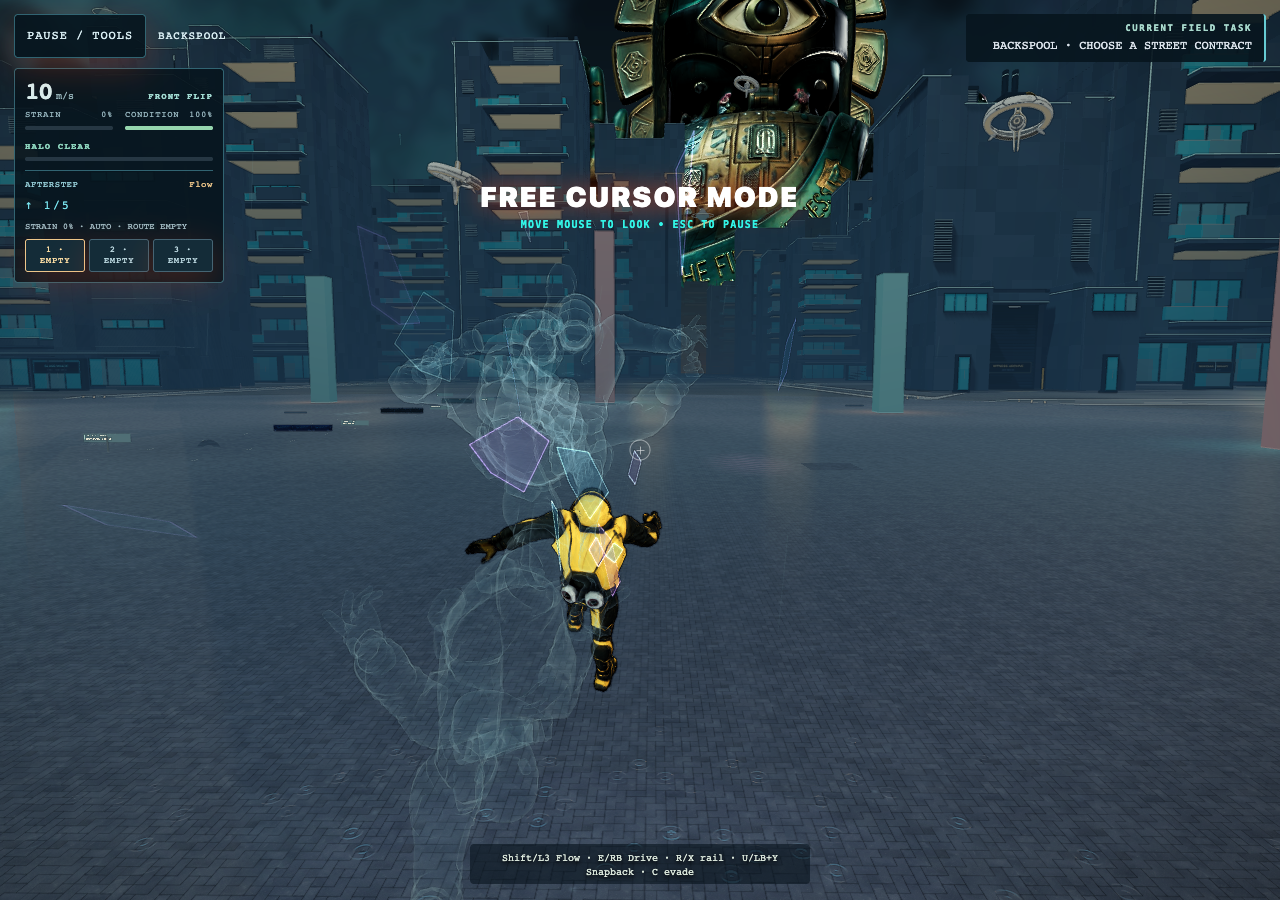 PAUSE / TOOLS
BACKSPOOL
CURRENT FIELD TASK
BACKSPOOL · CHOOSE A STREET CONTRACT
10 m/s
FRONT FLIP
STRAIN 0%
CONDITION 100%
HALO CLEAR
AFTERSTEP
Flow
↑ 1/5
STRAIN 0% · AUTO · ROUTE EMPTY
1 · EMPTY
2 · EMPTY
3 · EMPTY
FREE CURSOR MODE
MOVE MOUSE TO LOOK • ESC TO PAUSE
HE FI
Shift/L3 Flow · E/RB Drive · R/X rail · U/LB+Y
Snapback · C evade